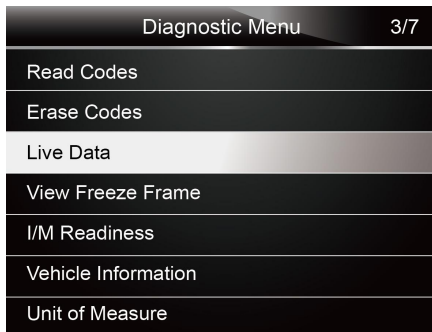 Diagnostic Menu 3/7
Read Codes
Erase Codes
Live Data
View Freeze Frame
I/M Readiness
Vehicle Information
Unit of Measure